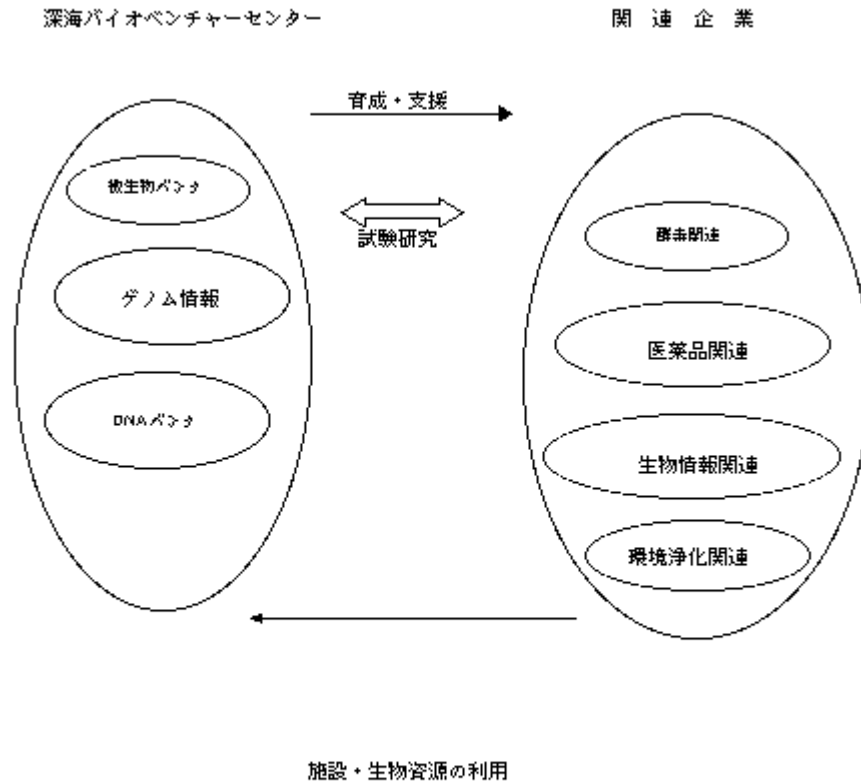 深海バイオベンチャーセンター
関連企業
育成・支援
微生物バンク
試験研究
酵素関連
ゲノム情報
医薬品関連
DNAバンク
生物情報関連
環境浄化関連
施設・生物資源の利用